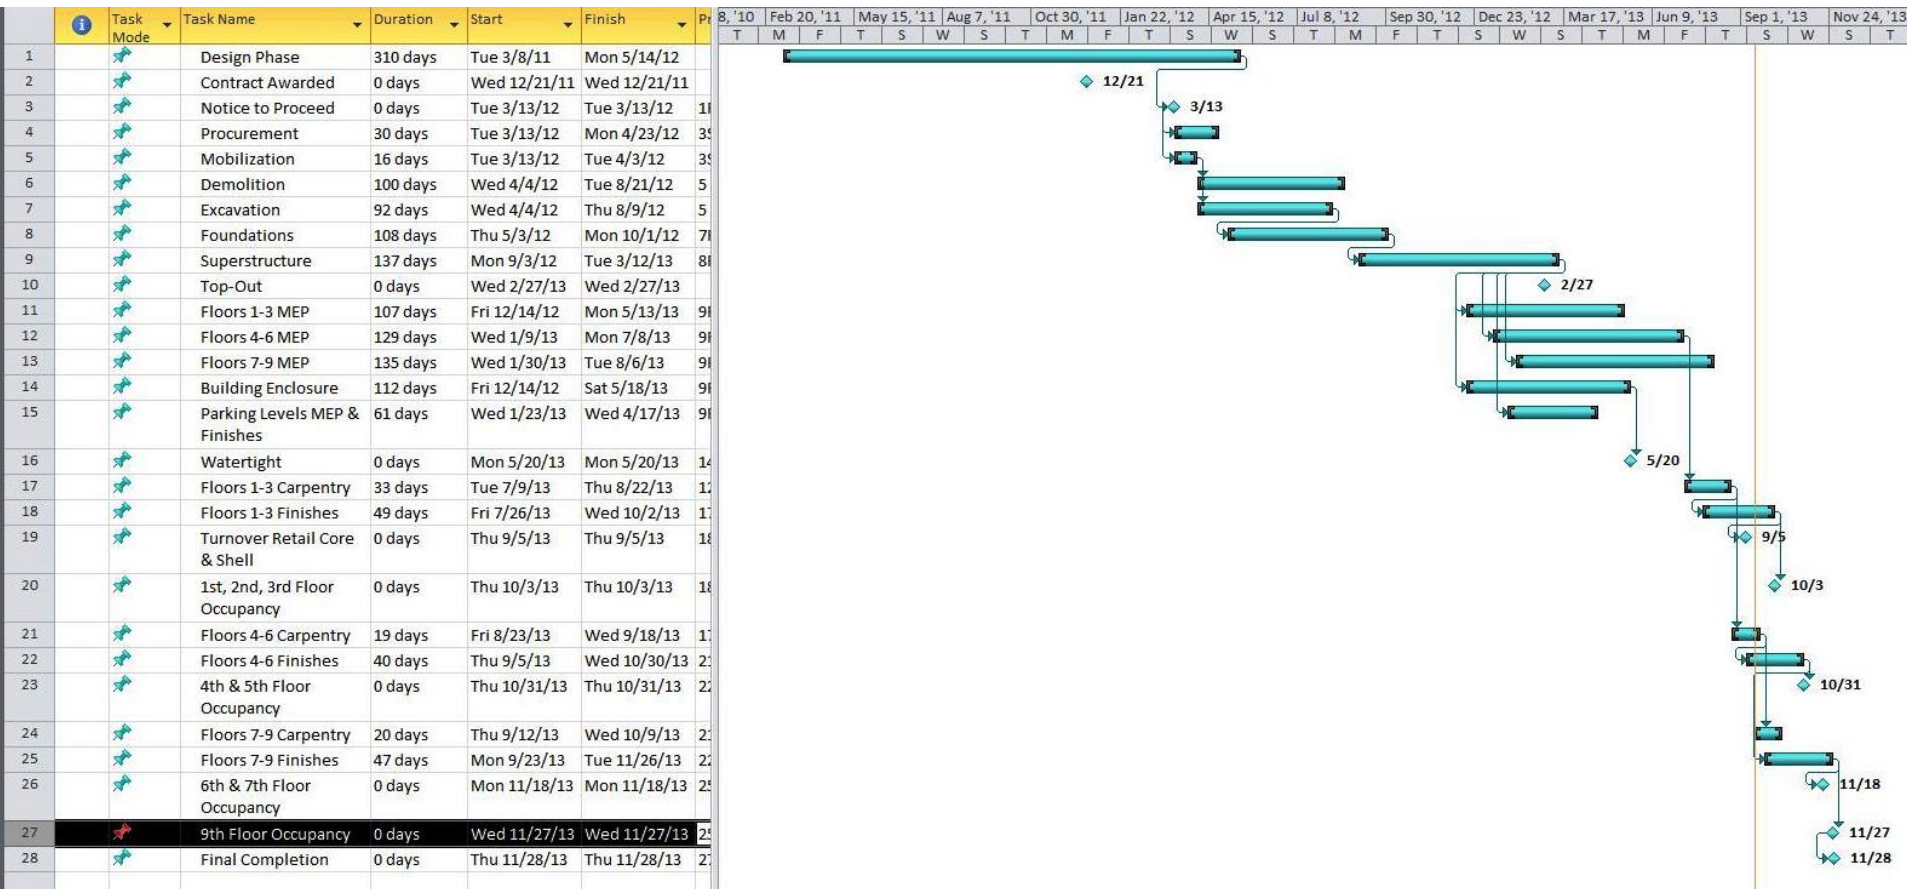 Task Mode Task Name Duration Start Finish Pr
8, '10 Feb 20, '11 May 15, '11 Aug 7, '11 Oct 30, '11 Jan 22, '12 Apr 15, '12 Jul 8, '12 Sep 30, '12 Dec 23, '12 Mar 17, '13 Jun 9, '13 Sep 1, '13 Nov 24, '13
T M F T S W S T M F T S W S T M F T S W S T M F T S W S
1 Design Phase 310 days Tue 3/8/11 Mon 5/14/12
2 Contract Awarded 0 days Wed 12/21/11 Wed 12/21/11 12/21
3 Notice to Proceed 0 days Tue 3/13/12 Tue 3/13/12 1F 3/13
4 Procurement 30 days Tue 3/13/12 Mon 4/23/12 3S
5 Mobilization 16 days Tue 3/13/12 Tue 4/3/12 3S
6 Demolition 100 days Wed 4/4/12 Tue 8/21/12 5
7 Excavation 92 days Wed 4/4/12 Thu 8/9/12 5
8 Foundations 108 days Thu 5/3/12 Mon 10/1/12 7F
9 Superstructure 137 days Mon 9/3/12 Tue 3/12/13 8F
10 Top-Out 0 days Wed 2/27/13 Wed 2/27/13 2/27
11 Floors 1-3 MEP 107 days Fri 12/14/12 Mon 5/13/13 9F
12 Floors 4-6 MEP 129 days Wed 1/9/13 Mon 7/8/13 9F
13 Floors 7-9 MEP 135 days Wed 1/30/13 Tue 8/6/13 9F
14 Building Enclosure 112 days Fri 12/14/12 Sat 5/18/13 9F
15 Parking Levels MEP & 61 days Wed 1/23/13 Wed 4/17/13 9F
Finishes
16 Watertight 0 days Mon 5/20/13 Mon 5/20/13 14 5/20
17 Floors 1-3 Carpentry 33 days Tue 7/9/13 Thu 8/22/13 12
18 Floors 1-3 Finishes 49 days Fri 7/26/13 Wed 10/2/13 17
19 Turnover Retail Core 0 days Thu 9/5/13 Thu 9/5/13 18 9/5
& Shell
20 1st, 2nd, 3rd Floor 0 days Thu 10/3/13 Thu 10/3/13 18 10/3
Occupancy
21 Floors 4-6 Carpentry 19 days Fri 8/23/13 Wed 9/18/13 17
22 Floors 4-6 Finishes 40 days Thu 9/5/13 Wed 10/30/13 21
23 4th & 5th Floor 0 days Thu 10/31/13 Thu 10/31/13 22 10/31
Occupancy
24 Floors 7-9 Carpentry 20 days Thu 9/12/13 Wed 10/9/13 21
25 Floors 7-9 Finishes 47 days Mon 9/23/13 Tue 11/26/13 22
26 6th & 7th Floor 0 days Mon 11/18/13 Mon 11/18/13 25 11/18
Occupancy
27 9th Floor Occupancy 0 days Wed 11/27/13 Wed 11/27/13 25 11/27
28 Final Completion 0 days Thu 11/28/13 Thu 11/28/13 27 11/28